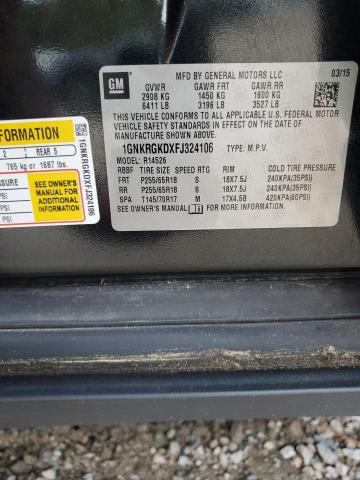 FORMATION
2 REAR 5
765 kg or 1687 lbs.
SSURE
SEE OWNER'S
MANUAL FOR
ADDITIONAL
INFORMATION
1GNKRGKDXFJ324106
GM
MFD BY GENERAL MOTORS LLC 03/15
GVWR GAWR FRT GAWR RR
2908 KG 1450 KG 1600 KG
6411 LB 3196 LB 3527 LB
THIS VEHICLE CONFORMS TO ALL APPLICABLE U.S. FEDERAL MOTOR
VEHICLE SAFETY STANDARDS IN EFFECT ON THE DATE OF
MANUFACTURE SHOWN ABOVE.
1GNKRGKDXFJ324106 TYPE: M.P.V.
MODEL: R14526
RBBF TIRE SIZE SPEED RTG RIM COLD TIRE PRESSURE
FRT P255/65R18 S 18X7.5J 240KPA(35PSI)
RR P255/65R18 S 18X7.5J 240KPA(35PSI)
SPA T145/70R17 17X4.5B 420KPA(60PSI)
SEE OWNER'S MANUAL FOR MORE INFORMATION.